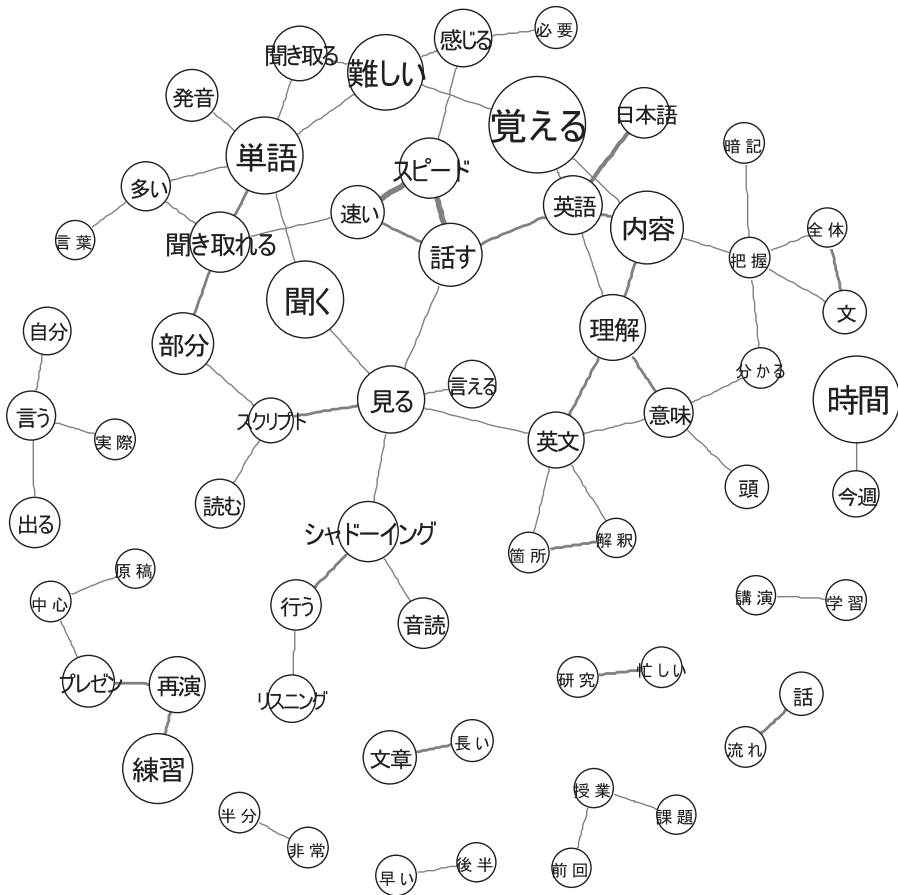 感じる
必要
聞き取る
難しい
発音
覚える
日本語
単語
暗記
スピード
多い
速い
英語
言葉
聞き取れる
話す
内容
全体
把握
聞く
文
自分
部分
理解
分かる
言える
見る
時間
言う
スクリプト
意味
実際
英文
読む
頭
今週
出る
シャドーイング
箇所
解釈
原稿
中心
行う
音読
講演
学習
プレゼン
再演
リスニング
研究
忙しい
話
流れ
練習
文章
長い
授業
課題
半分
非常
早い
後半
前回